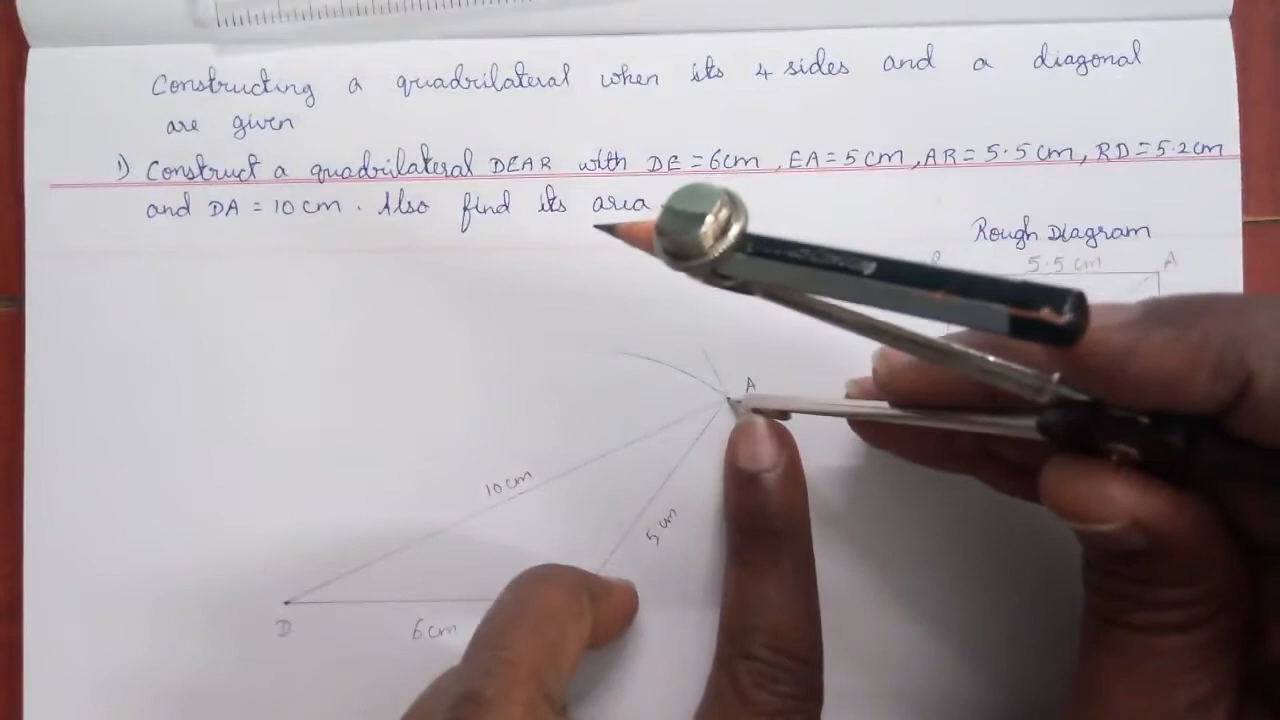 Constructing a quadrilateral when its 4 sides and a diagonal
are given
1) Construct a quadrilateral DEAR with DE = 6cm, EA = 5cm, AR = 5.5cm, RD = 5.2cm
and DA = 10cm. Also find its area.
Rough Diagram
R 5.5cm A
A
10cm
5cm
D
6cm